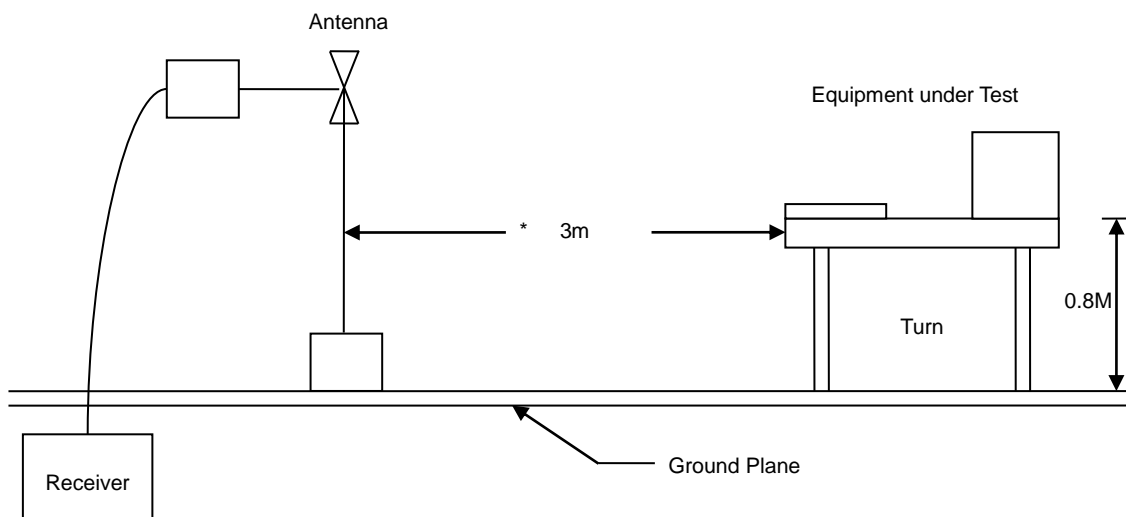 Antenna
Equipment under Test
* 3m
0.8M
Turn
Ground Plane
Receiver